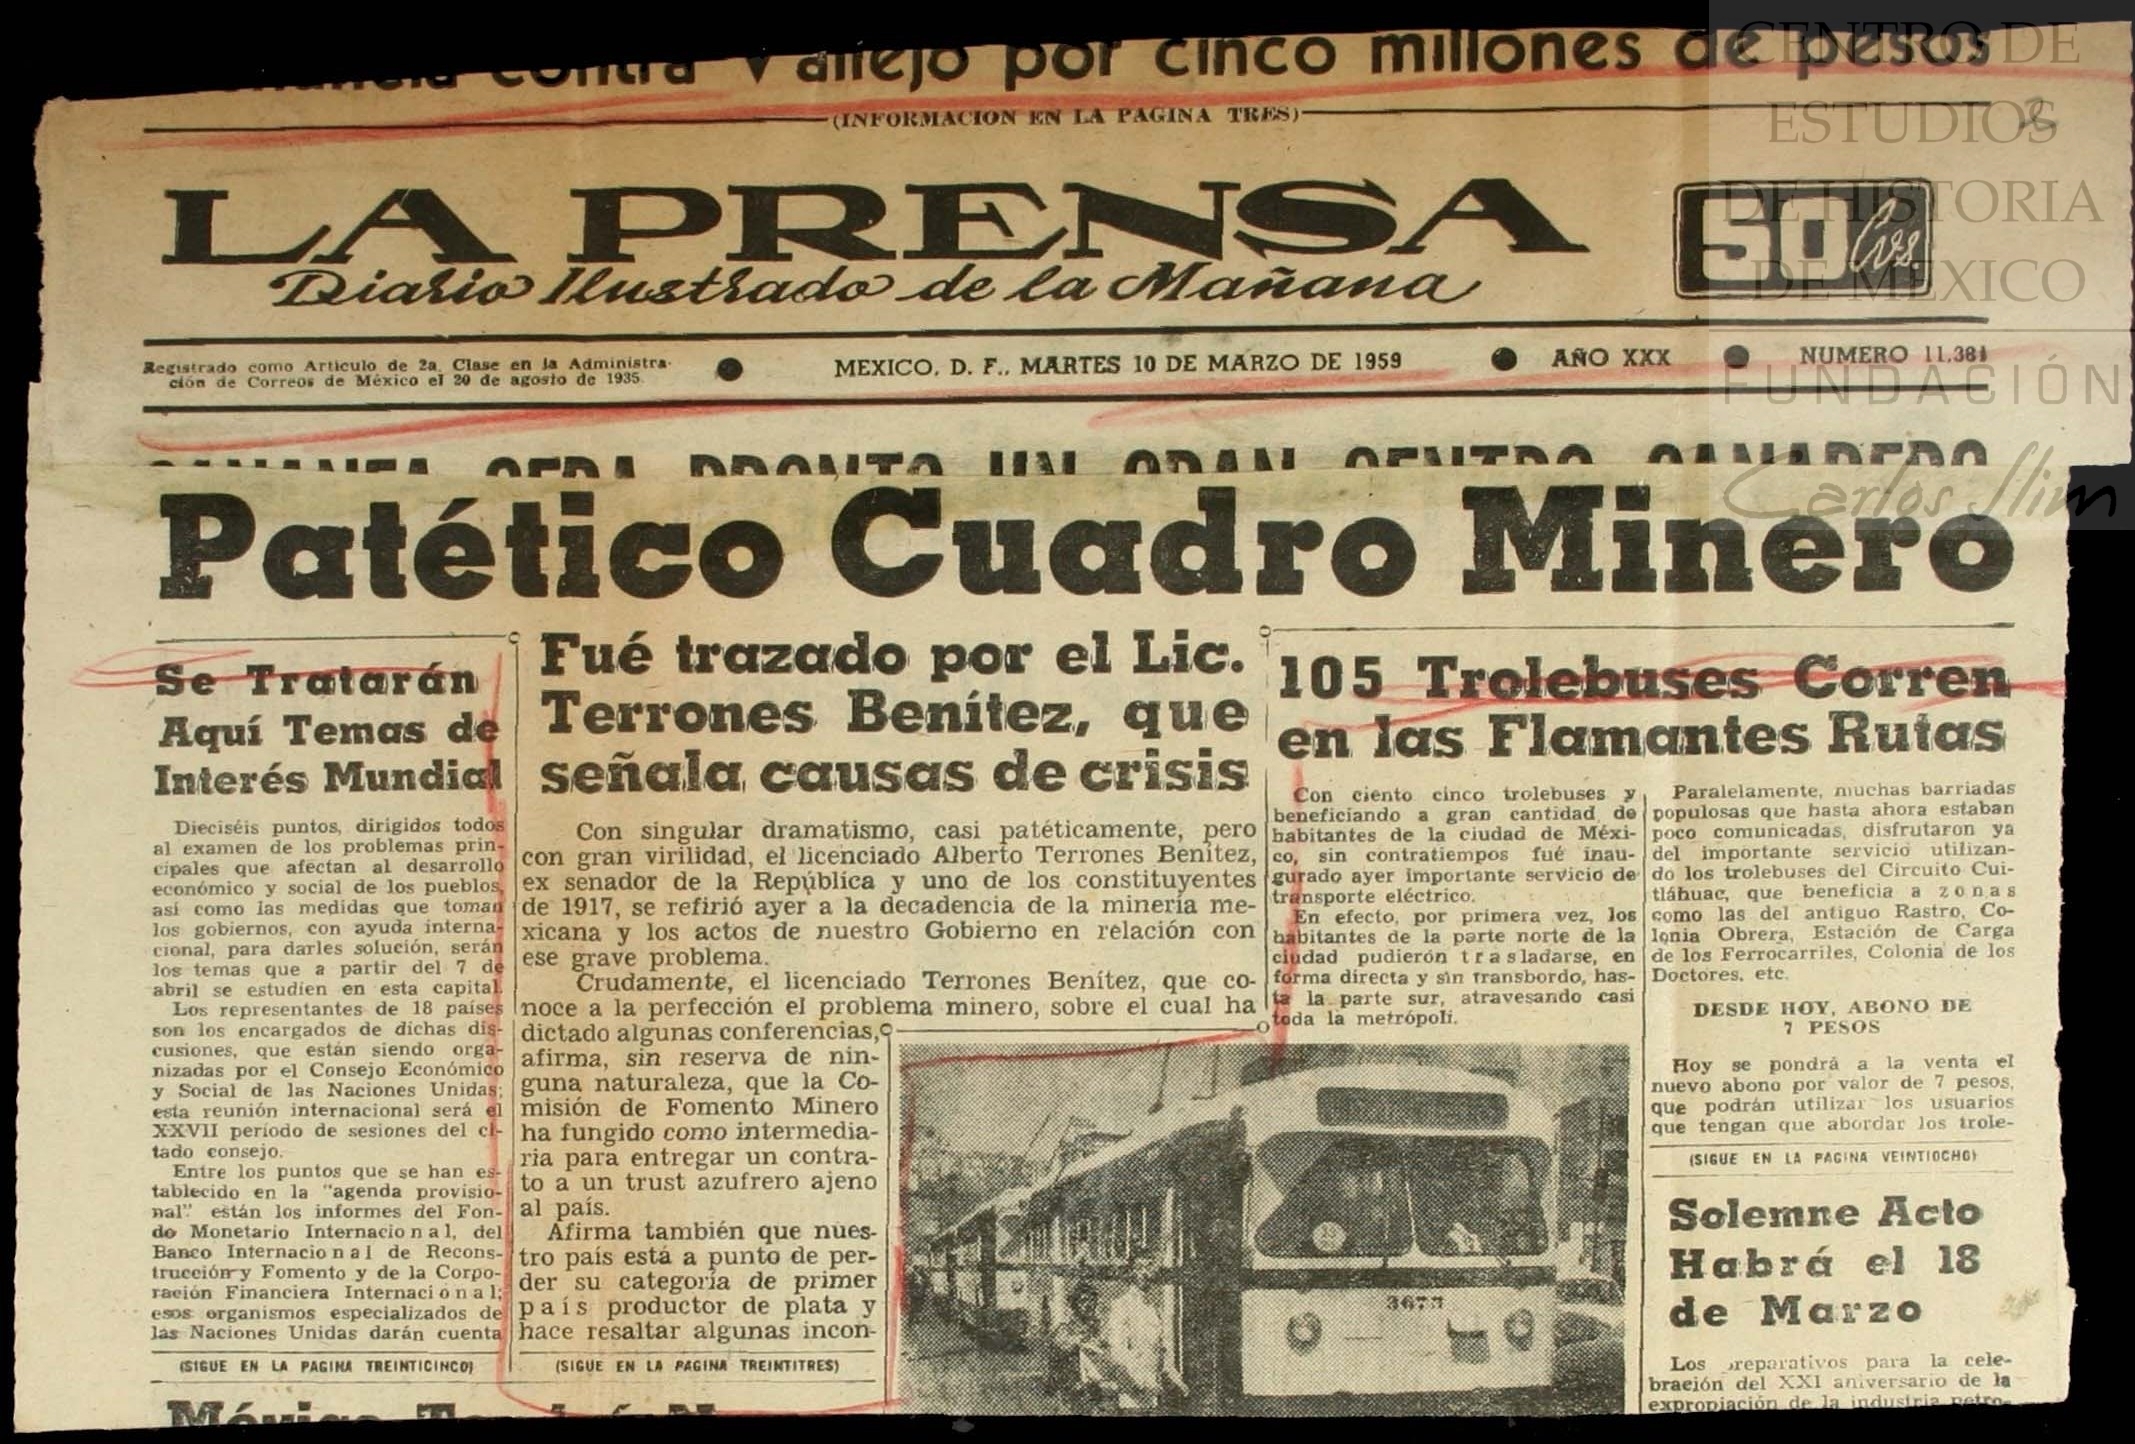 contra Vallejo por cinco millones de pesos
(INFORMACION EN LA PAGINA TRES)
LA PRENSA
Diario Ilustrado de la Mañana
50 Cvs.
Registrado como Artículo de 2a. Clase en la Administra-
ción de Correos de México el 20 de agosto de 1935.
MEXICO, D. F., MARTES 10 DE MARZO DE 1959
AÑO XXX
NUMERO 11,381
CENTRO DE
ESTUDIOS
DE HISTORIA
DE MÉXICO
FUNDACIÓN
Carlos Slim
SERA PRONTO UN GRAN CENTRO GANADERO
Patético Cuadro Minero
Se Tratarán
Aquí Temas de
Interés Mundial
Dieciséis puntos, dirigidos todos
al examen de los problemas prin-
cipales que afectan al desarrollo
económico y social de los pueblos,
así como las medidas que toman
los gobiernos, con ayuda interna-
cional, para darles solución, serán
los temas que a partir del 7 de
abril se estudien en esta capital.
Los representantes de 18 países
son los encargados de dichas dis-
cusiones, que están siendo orga-
nizadas por el Consejo Económico
y Social de las Naciones Unidas;
esta reunión internacional será el
XXVII período de sesiones del ci-
tado consejo.
Entre los puntos que se han es-
tablecido en la "agenda provisio-
nal" están los informes del Fon-
do Monetario Internacional, del
Banco Internacional de Recons-
trucción y Fomento y de la Corpo-
ración Financiera Internacional;
esos organismos especializados de
las Naciones Unidas darán cuenta
(SIGUE EN LA PAGINA TREINTICINCO)
Fué trazado por el Lic.
Terrones Benítez, que
señala causas de crisis
Con singular dramatismo, casi patéticamente, pero
con gran virilidad, el licenciado Alberto Terrones Benítez,
ex senador de la República y uno de los constituyentes
de 1917, se refirió ayer a la decadencia de la minería me-
xicana y los actos de nuestro Gobierno en relación con
ese grave problema.
Crudamente, el licenciado Terrones Benítez, que co-
noce a la perfección el problema minero, sobre el cual ha
dictado algunas conferencias,
afirma, sin reserva de nin-
guna naturaleza, que la Co-
misión de Fomento Minero
ha fungido como intermedia-
ria para entregar un contra-
to a un trust azufrero ajeno
al país.
Afirma también que nues-
tro país está a punto de per-
der su categoría de primer
país productor de plata y
hace resaltar algunas incon-
(SIGUE EN LA PAGINA TREINTITRES)
105 Trolebuses Corren
en las Flamantes Rutas
Con ciento cinco trolebuses y
beneficiando a gran cantidad de
habitantes de la ciudad de Méxi-
co, sin contratiempos fué inau-
gurado ayer importante servicio de
transporte eléctrico.
En efecto, por primera vez, los
habitantes de la parte norte de la
ciudad pudieron trasladarse, en
forma directa y sin transbordo, has-
ta la parte sur, atravesando casi
toda la metrópoli.
3673
Paralelamente, muchas barriadas
populosas que hasta ahora estaban
poco comunicadas, disfrutaron ya
del importante servicio utilizan-
do los trolebuses del Circuito Cui-
tláhuac, que beneficia a zonas
como las del antiguo Rastro, Co-
lonia Obrera, Estación de Carga
de los Ferrocarriles, Colonia de los
Doctores, etc.
DESDE HOY, ABONO DE
7 PESOS
Hoy se pondrá a la venta el
nuevo abono por valor de 7 pesos,
que podrán utilizar los usuarios
que tengan que abordar los trole-
(SIGUE EN LA PAGINA VEINTIOCHO)
Solemne Acto
Habrá el 18
de Marzo
Los preparativos para la cele-
bración del XXI aniversario de la
expropiación de la industria petro-